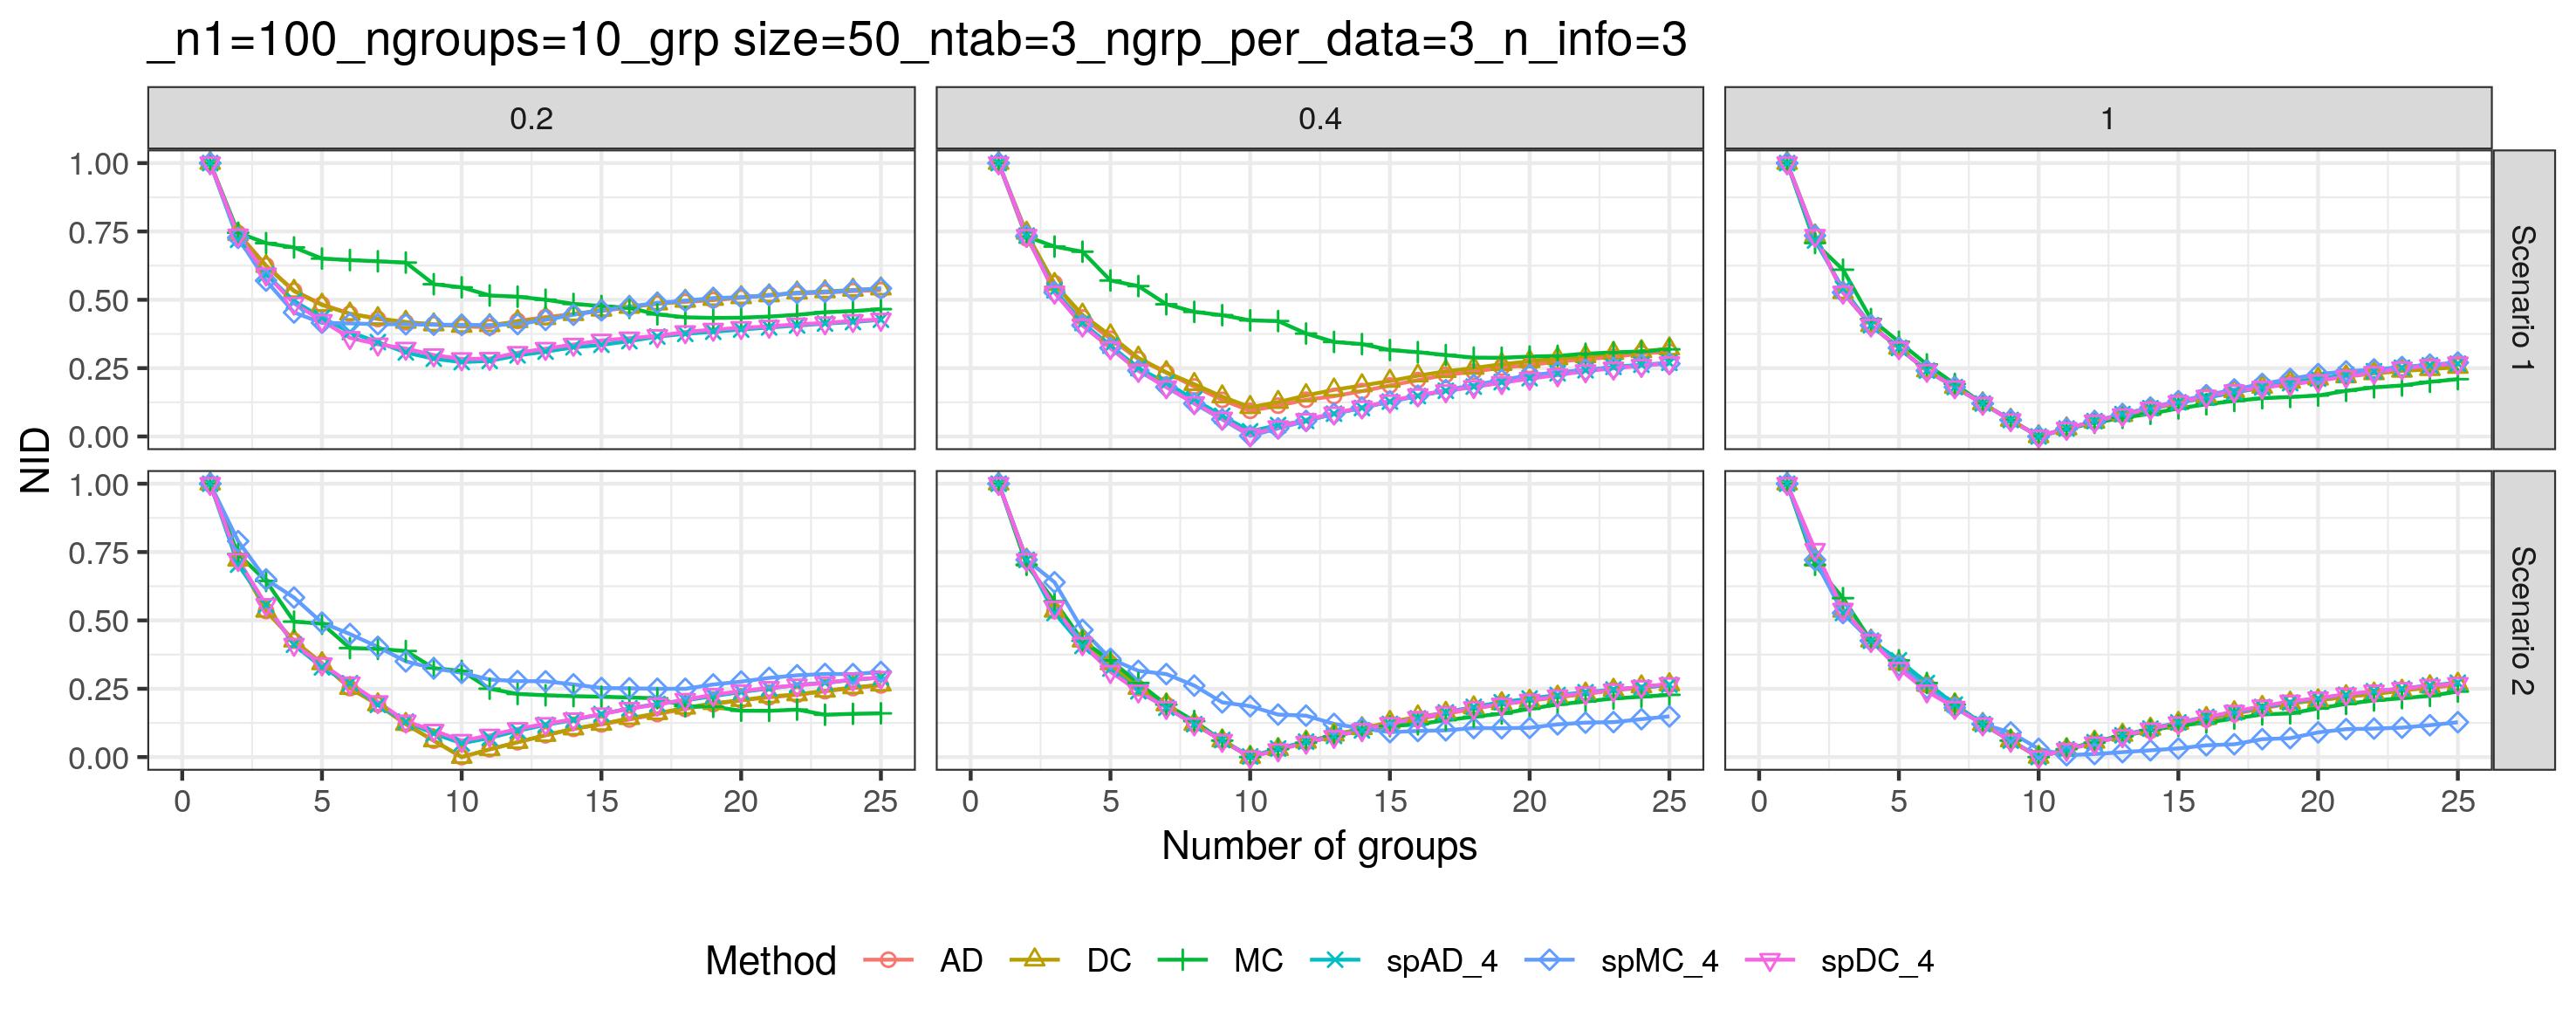 _n1=100_ngroups=10_grp size=50_ntab=3_ngrp_per_data=3_n_info=3
0.2 0.4 1
1.00
0.75
0.50
0.25
0.00
Scenario 1
NID
1.00
0.75
0.50
0.25
0.00
Scenario 2
0 5 10 15 20 25 0 5 10 15 20 25 0 5 10 15 20 25
Number of groups
Method AD DC MC spAD_4 spMC_4 spDC_4